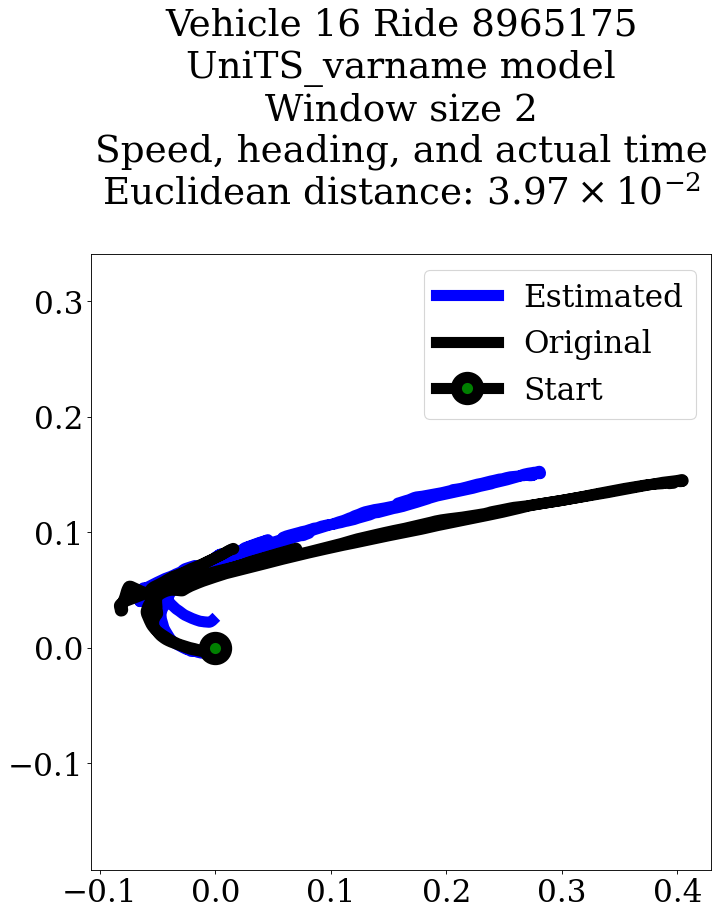 Vehicle 16 Ride 8965175
UniTS_varname model
Window size 2
Speed, heading, and actual time
Euclidean distance: 3.97 × 10⁻²
Estimated
Original
Start
0.3
0.2
0.1
0.0
−0.1
−0.1 0.0 0.1 0.2 0.3 0.4